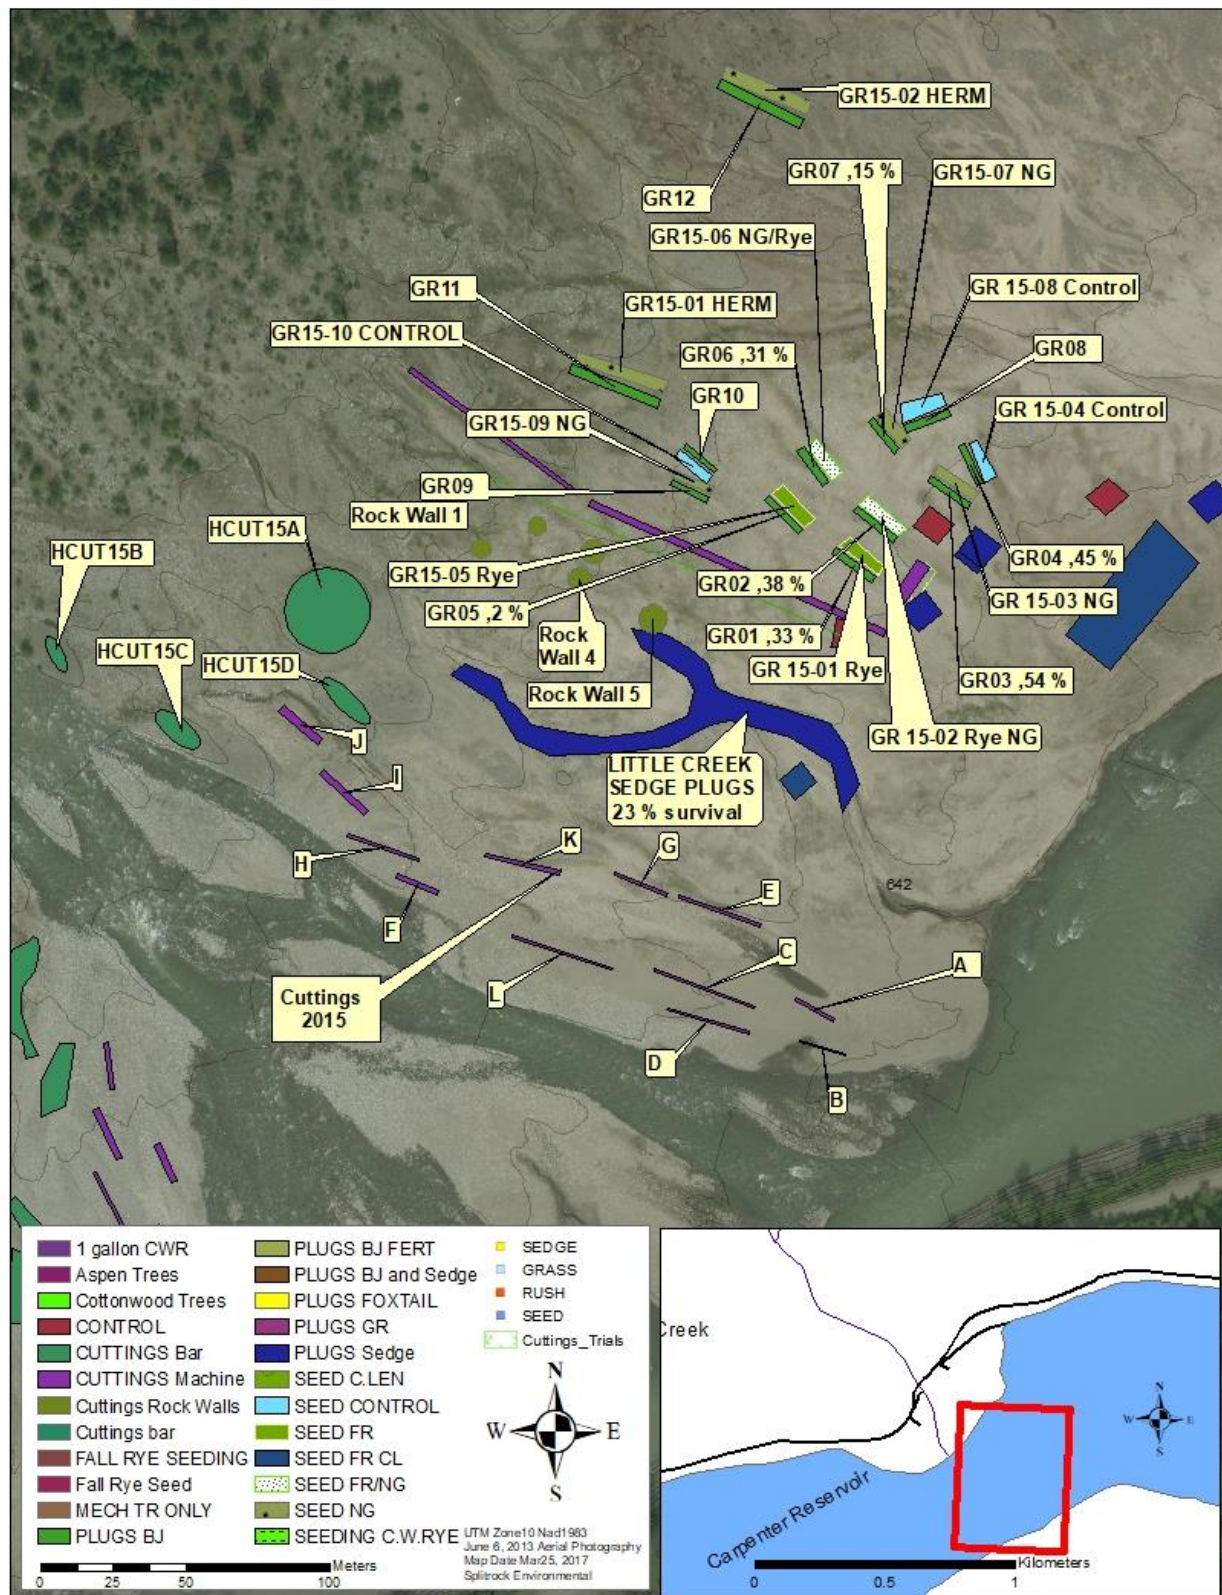 GR15-02 HERM
GR12
GR07 ,15 %
GR15-07 NG
GR15-06 NG/Rye
GR11
GR15-01 HERM
GR 15-08 Control
GR15-10 CONTROL
GR06 ,31 %
GR08
GR10
GR15-09 NG
GR 15-04 Control
GR09
Rock Wall 1
HCUT15A
HCUT15B
GR15-05 Rye
GR04 ,45 %
GR02 ,38 %
GR 15-03 NG
GR05 ,2 %
Rock
Wall 4
GR01 ,33 %
HCUT15C
HCUT15D
GR 15-01 Rye
GR03 ,54 %
Rock Wall 5
GR 15-02 Rye NG
J
LITTLE CREEK
SEDGE PLUGS
23 % survival
I
H
K
G
E
642
F
C
A
L
Cuttings
2015
D
B
1 gallon CWR
Aspen Trees
Cottonwood Trees
CONTROL
CUTTINGS Bar
CUTTINGS Machine
Cuttings Rock Walls
Cuttings bar
FALL RYE SEEDING
Fall Rye Seed
MECH TR ONLY
PLUGS BJ
PLUGS BJ FERT
PLUGS BJ and Sedge
PLUGS FOXTAIL
PLUGS GR
PLUGS Sedge
SEED C.LEN
SEED CONTROL
SEED FR
SEED FR CL
SEED FR/NG
SEED NG
SEEDING C.W.RYE
SEDGE
GRASS
RUSH
SEED
Cuttings_Trials
N
W E
S
UTM Zone10 Nad1983
June 6, 2013 Aerial Photography
Map Date Mar25, 2017
Splitrock Environmental
Meters
0 25 50 100
Creek
N
W E
S
Carpenter Reservoir
Kilometers
0 0.5 1